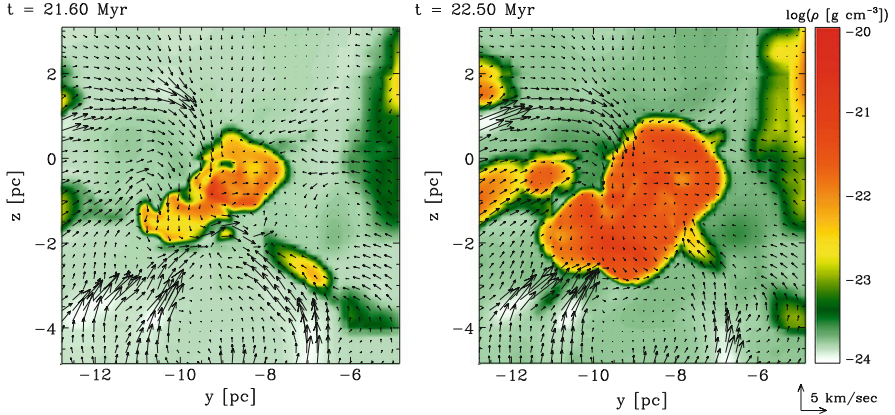 t = 21.60 Myr
t = 22.50 Myr
log(ρ [g cm⁻³])
2
0
−2
−4
−12 −10 −8 −6
y [pc]
z [pc]
2
0
−2
−4
−12 −10 −8 −6
y [pc]
z [pc]
−20
−21
−22
−23
−24
5 km/sec